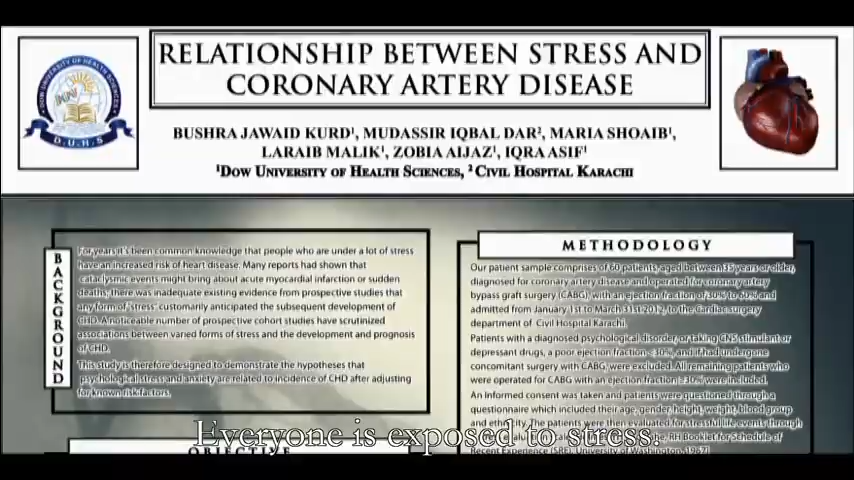 RELATIONSHIP BETWEEN STRESS AND
CORONARY ARTERY DISEASE
BUSHRA JAWAID KURD¹, MUDASSIR IQBAL DAR², MARIA SHOAIB¹,
LARAIB MALIK¹, ZOBIA AIJAZ¹, IQRA ASIF¹
¹DOW UNIVERSITY OF HEALTH SCIENCES, ²CIVIL HOSPITAL KARACHI
DOW UNIVERSITY OF HEALTH SCIENCES
D.U.H.S
BACKGROUND
For years it's been common knowledge that people who are under a lot of stress
have an increased risk of heart disease. Many reports had shown that
cataclysmic events might bring about acute myocardial infarction or sudden
deaths; there was inadequate existing evidence from prospective studies that
any form of 'stress' customarily anticipated the subsequent development of
CHD. A noticeable number of prospective cohort studies have scrutinized
associations between varied forms of stress and the development and prognosis
of CHD.
This study is therefore designed to demonstrate the hypotheses that
psychological stress and anxiety are related to incidence of CHD after adjusting
for known risk factors.
OBJECTIVE
METHODOLOGY
Our patient sample comprises of 60 patients, aged between 35 years or older,
diagnosed for coronary artery disease and operated for coronary artery
bypass graft surgery (CABG), with an ejection fraction of 30% to 60% and
admitted from January 1st to March 31st 2012, to the Cardiac surgery
department of Civil Hospital Karachi.
Patients with a diagnosed psychological disorder, or taking CNS stimulant or
depressant drugs, a poor ejection fraction < 30%, and if had undergone
concomitant surgery with CABG, were excluded. All remaining patients who
were operated for CABG with an ejection fraction ≥30% were included.
An informed consent was taken and patients were questioned through a
questionnaire which included their age, gender, height, weight, blood group
and ethnicity. The patients were then evaluated for stressful life events through
RH Booklet for Schedule of
Recent Experience (SRE), University of Washington, 1967
Everyone is exposed to stress.